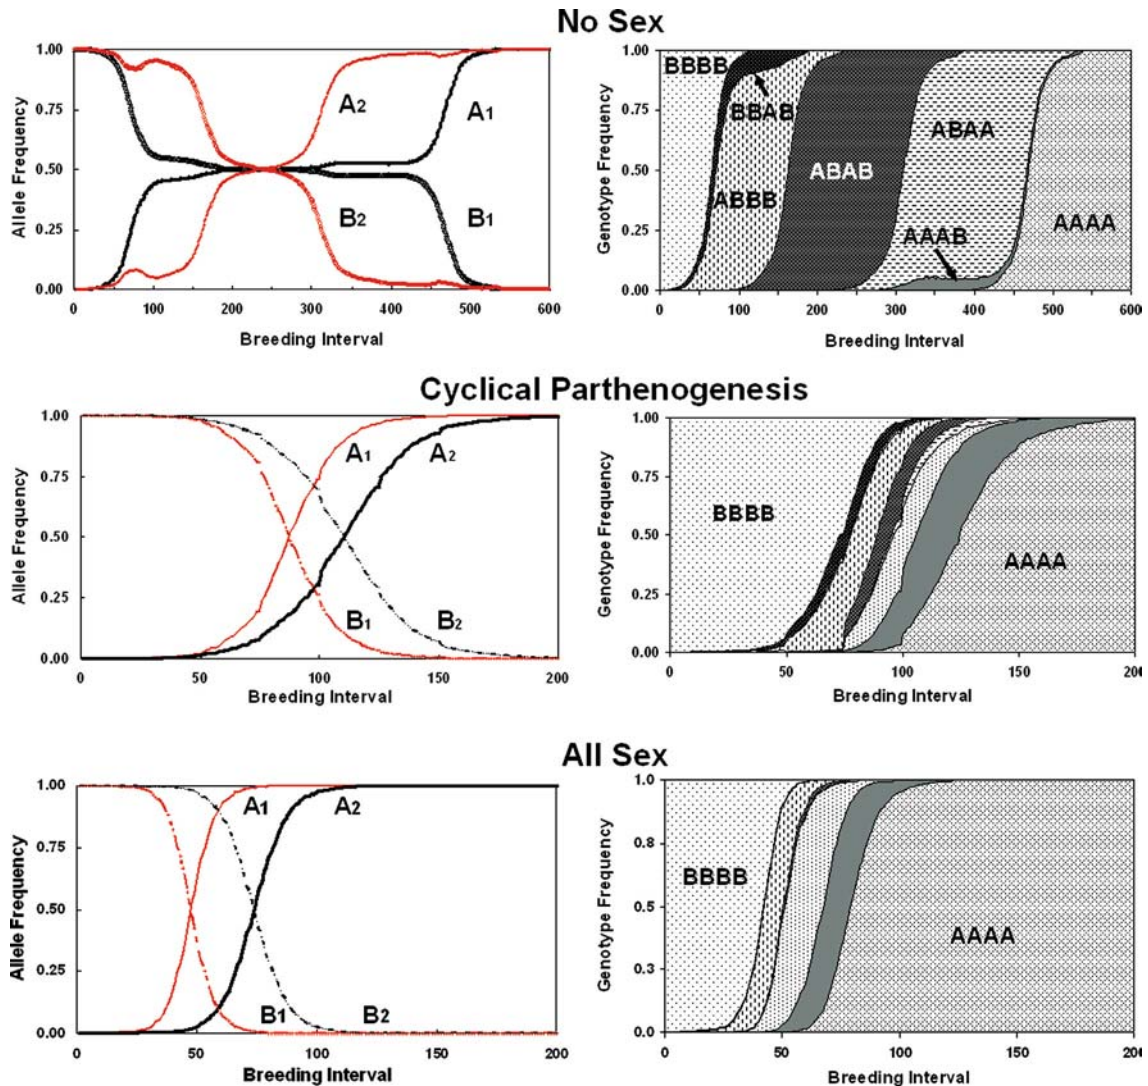 No Sex
1.00
0.75
0.50
0.25
0.00
Allele Frequency
A2
A1
B2
B1
0 100 200 300 400 500 600
Breeding Interval
1.00
0.75
0.50
0.25
0.00
Genotype Frequency
BBBB
BBAB
ABBB
ABAB
ABAA
AAAB
AAAA
0 100 200 300 400 500 600
Breeding Interval
Cyclical Parthenogenesis
1.00
0.75
0.50
0.25
0.00
Allele Frequency
A1
A2
B1
B2
0 50 100 150 200
Breeding Interval
1.00
0.75
0.50
0.25
0.00
Genotype Frequency
BBBB
AAAA
0 50 100 150 200
Breeding Interval
All Sex
1.00
0.75
0.50
0.25
0.00
Allele Frequency
A1
A2
B1
B2
0 50 100 150 200
Breeding Interval
1.0
0.8
0.5
0.3
0.0
Genotype Frequency
BBBB
AAAA
0 50 100 150 200
Breeding Interval